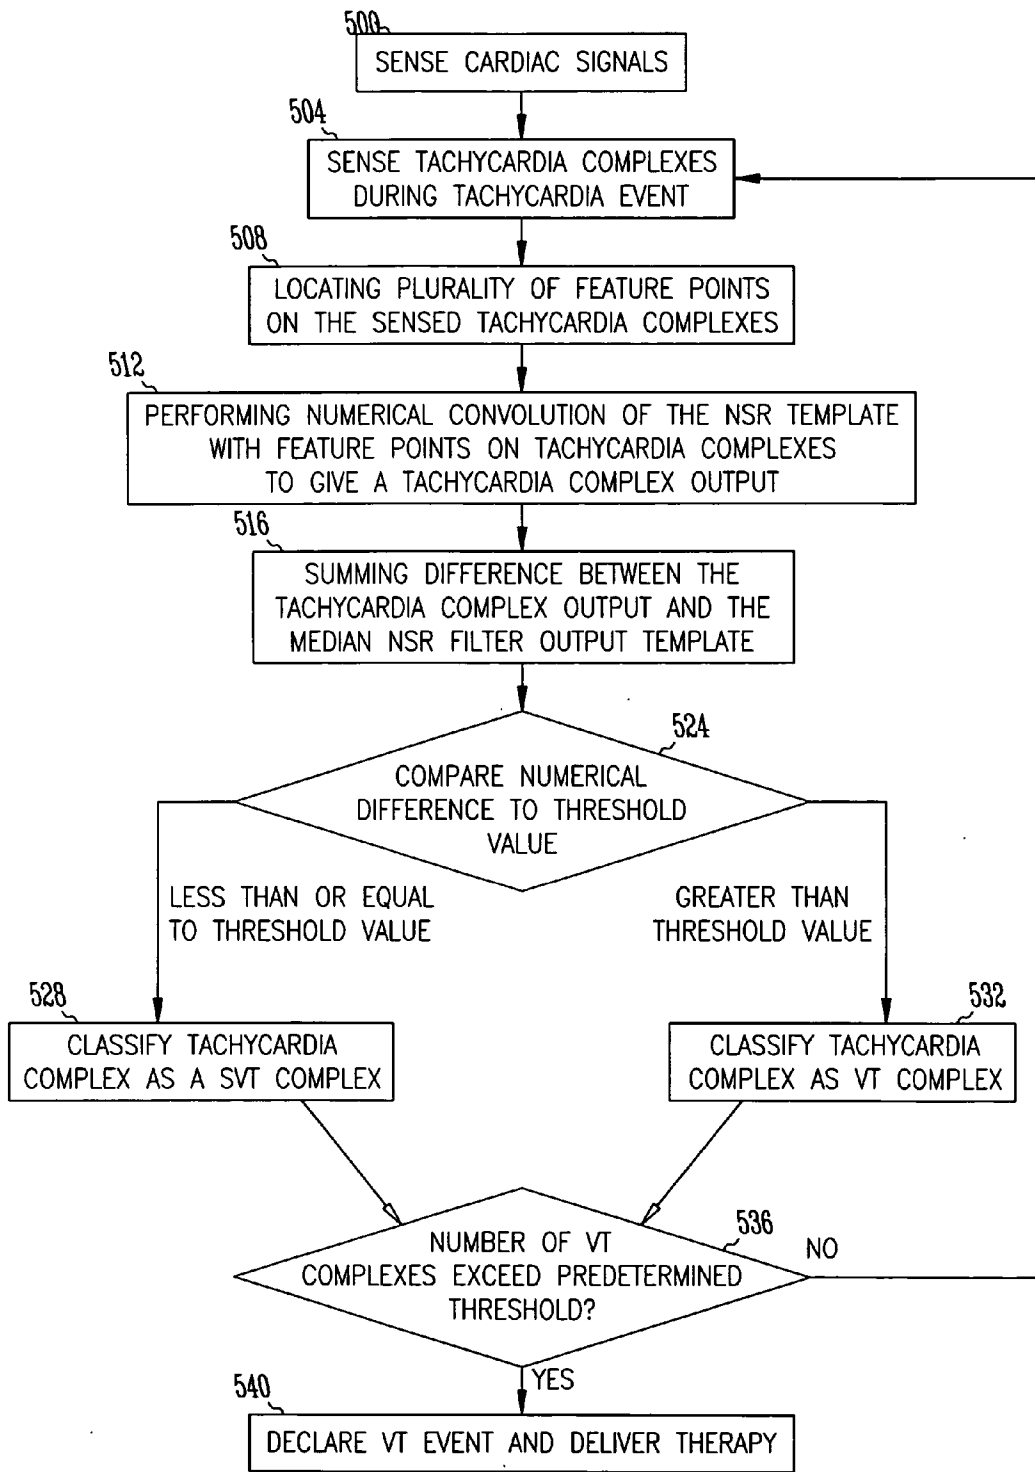 500
SENSE CARDIAC SIGNALS
504
SENSE TACHYCARDIA COMPLEXES
DURING TACHYCARDIA EVENT
508
LOCATING PLURALITY OF FEATURE POINTS
ON THE SENSED TACHYCARDIA COMPLEXES
512
PERFORMING NUMERICAL CONVOLUTION OF THE NSR TEMPLATE
WITH FEATURE POINTS ON TACHYCARDIA COMPLEXES
TO GIVE A TACHYCARDIA COMPLEX OUTPUT
516
SUMMING DIFFERENCE BETWEEN THE
TACHYCARDIA COMPLEX OUTPUT AND THE
MEDIAN NSR FILTER OUTPUT TEMPLATE
524
COMPARE NUMERICAL
DIFFERENCE TO THRESHOLD
VALUE
LESS THAN OR EQUAL
TO THRESHOLD VALUE
GREATER THAN
THRESHOLD VALUE
528
CLASSIFY TACHYCARDIA
COMPLEX AS A SVT COMPLEX
532
CLASSIFY TACHYCARDIA
COMPLEX AS VT COMPLEX
536
NUMBER OF VT
COMPLEXES EXCEED PREDETERMINED
THRESHOLD?
NO
YES
540
DECLARE VT EVENT AND DELIVER THERAPY